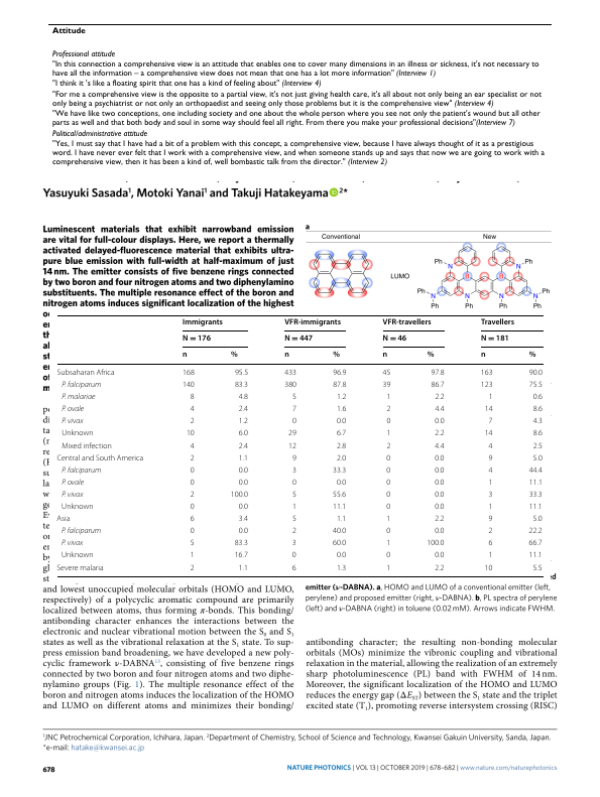 Attitude
Professional attitude
"In this connection a comprehensive view is an attitude that enables one to cover many dimensions in an illness or sickness, it's not necessary to
have all the information – a comprehensive view does not mean that one has a lot more information" (Interview 1)
"I think it 's like a floating spirit that one has a kind of feeling about" (Interview 4)
"For me a comprehensive view is the opposite to a partial view, it's not just giving health care, it's all about not only being an ear specialist or not
only being a psychiatrist or not only an orthopaedist and seeing only those problems but it is the comprehensive view" (Interview 4)
"We have like two conceptions, one including society and one about the whole person where you see not only the patient's wound but all other
parts as well and that both body and soul in some way should feel all right. From there you make your professional decisions"(Interview 7)
Political/administrative attitude
"Yes, I must say that I have had a bit of a problem with this concept, a comprehensive view, because I have always thought of it as a prestigious
word. I have never ever felt that I work with a comprehensive view, and when someone stands up and says that now we are going to work with a
comprehensive view, then it has been a kind of, well bombastic talk from the director." (Interview 2)
Yasuyuki Sasada¹, Motoki Yanai¹ and Takuji Hatakeyama 2*
Luminescent materials that exhibit narrowband emission
are vital for full-colour displays. Here, we report a thermally
activated delayed-fluorescence material that exhibits ultra-
pure blue emission with full-width at half-maximum of just
14 nm. The emitter consists of five benzene rings connected
by two boron and four nitrogen atoms and two diphenylamino
substituents. The multiple resonance effect of the boron and
nitrogen atoms induces significant localization of the highest
a
Conventional New
LUMO
Ph Ph
N N
B B
Ph N N Ph
N N
Ph Ph Ph Ph
Immigrants VFR-immigrants VFR-travellers Travellers
N = 176 N = 447 N = 46 N = 181
n % n % n % n %
Subsaharan Africa 168 95.5 433 96.9 45 97.8 163 90.0
P. falciparum 140 83.3 380 87.8 39 86.7 123 75.5
P. malariae 8 4.8 5 1.2 1 2.2 1 0.6
P. ovale 4 2.4 7 1.6 2 4.4 14 8.6
P. vivax 2 1.2 0 0.0 0 0.0 7 4.3
Unknown 10 6.0 29 6.7 1 2.2 14 8.6
Mixed infection 4 2.4 12 2.8 2 4.4 4 2.5
Central and South America 2 1.1 9 2.0 0 0.0 9 5.0
P. falciparum 0 0.0 3 33.3 0 0.0 4 44.4
P. ovale 0 0.0 0 0.0 0 0.0 1 11.1
P. vivax 2 100.0 5 55.6 0 0.0 3 33.3
Unknown 0 0.0 1 11.1 0 0.0 1 11.1
Asia 6 3.4 5 1.1 1 2.2 9 5.0
P. falciparum 0 0.0 2 40.0 0 0.0 2 22.2
P. vivax 5 83.3 3 60.0 1 100.0 6 66.7
Unknown 1 16.7 0 0.0 0 0.0 1 11.1
Severe malaria 2 1.1 6 1.3 1 2.2 10 5.5
and lowest unoccupied molecular orbitals (HOMO and LUMO,
respectively) of a polycyclic aromatic compound are primarily
localized between atoms, thus forming π-bonds. This bonding/
antibonding character enhances the interactions between the
electronic and nuclear vibrational motion between the S₀ and S₁
states as well as the vibrational relaxation at the S₁ state. To sup-
press emission band broadening, we have developed a new poly-
cyclic framework ν-DABNA, consisting of five benzene rings
connected by two boron and four nitrogen atoms and two diphe-
nylamino groups (Fig. 1). The multiple resonance effect of the
boron and nitrogen atoms induces the localization of the HOMO
and LUMO on different atoms and minimizes their bonding/
emitter (ν-DABNA). a, HOMO and LUMO of a conventional emitter (left,
perylene) and proposed emitter (right, ν-DABNA). b, PL spectra of perylene
(left) and ν-DABNA (right) in toluene (0.02 mM). Arrows indicate FWHM.
antibonding character; the resulting non-bonding molecular
orbitals (MOs) minimize the vibronic coupling and vibrational
relaxation in the material, allowing the realization of an extremely
sharp photoluminescence (PL) band with FWHM of 14 nm.
Moreover, the significant localization of the HOMO and LUMO
reduces the energy gap (ΔE_ST) between the S₁ state and the triplet
excited state (T₁), promoting reverse intersystem crossing (RISC)
¹JNC Petrochemical Corporation, Ichihara, Japan. ²Department of Chemistry, School of Science and Technology, Kwansei Gakuin University, Sanda, Japan.
*e-mail: hatake@kwansei.ac.jp
678 NATURE PHOTONICS | VOL 13 | OCTOBER 2019 | 678–682 | www.nature.com/naturephotonics